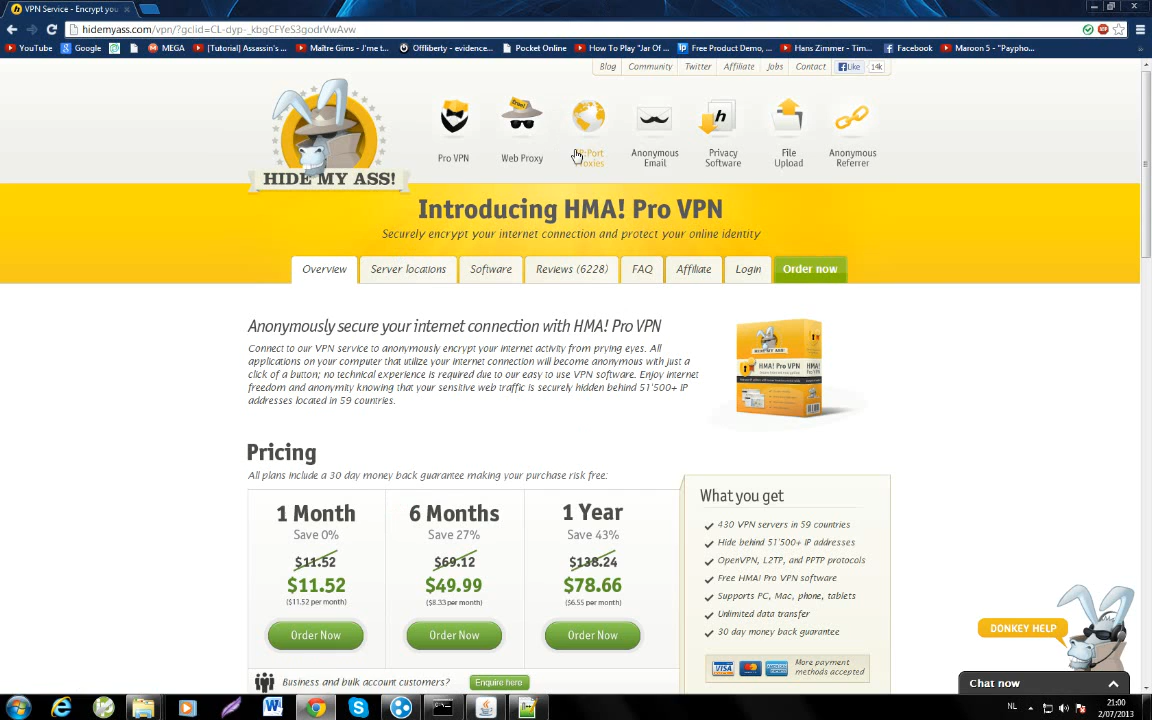 VPN Service - Encrypt you
hidemyass.com/vpn/?gclid=CL-dyp-_kbgCFYeS3godrVwAvw
YouTube Google MEGA [Tutorial] Assassin's... Maître Gims - J'me t... Offliberty - evidence... Pocket Online How To Play "Jar Of... Free Product Demo, ... Hans Zimmer - Tim... Facebook Maroon 5 - "Paypho...
Blog Community Twitter Affiliate Jobs Contact Like 14k
Pro VPN
Web Proxy
Proxies
Anonymous
Email
Privacy
Software
File
Upload
Anonymous
Referrer
Free!
h
HIDE MY ASS!
Introducing HMA! Pro VPN
Securely encrypt your internet connection and protect your online identity
Overview Server locations Software Reviews (6228) FAQ Affiliate Login Order now
Anonymously secure your internet connection with HMA! Pro VPN
Connect to our VPN service to anonymously encrypt your internet activity from prying eyes. All
applications on your computer that utilize your internet connection will become anonymous with just a
click of a button; no technical experience is required due to our easy to use VPN software. Enjoy internet
freedom and anonymity knowing that your sensitive web traffic is securely hidden behind 51'500+ IP
addresses located in 59 countries.
HIDE MY ASS!
HMA! Pro VPN
HMA!
Pricing
All plans include a 30 day money back guarantee making your purchase risk free:
1 Month
Save 0%
$11.52
$11.52
($11.52 per month)
Order Now
6 Months
Save 27%
$69.12
$49.99
($8.33 per month)
Order Now
1 Year
Save 43%
$138.24
$78.66
($6.55 per month)
Order Now
Business and bulk account customers? Enquire here
What you get
430 VPN servers in 59 countries
Hide behind 51'500+ IP addresses
OpenVPN, L2TP, and PPTP protocols
Free HMA! Pro VPN software
Supports PC, Mac, phone, tablets
Unlimited data transfer
30 day money back guarantee
VISA
More payment
methods accepted
DONKEY HELP
Chat now
NL
21:00
2/07/2013